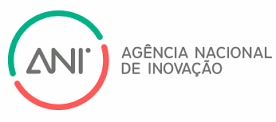 ANI
AGÊNCIA NACIONAL
DE INOVAÇÃO